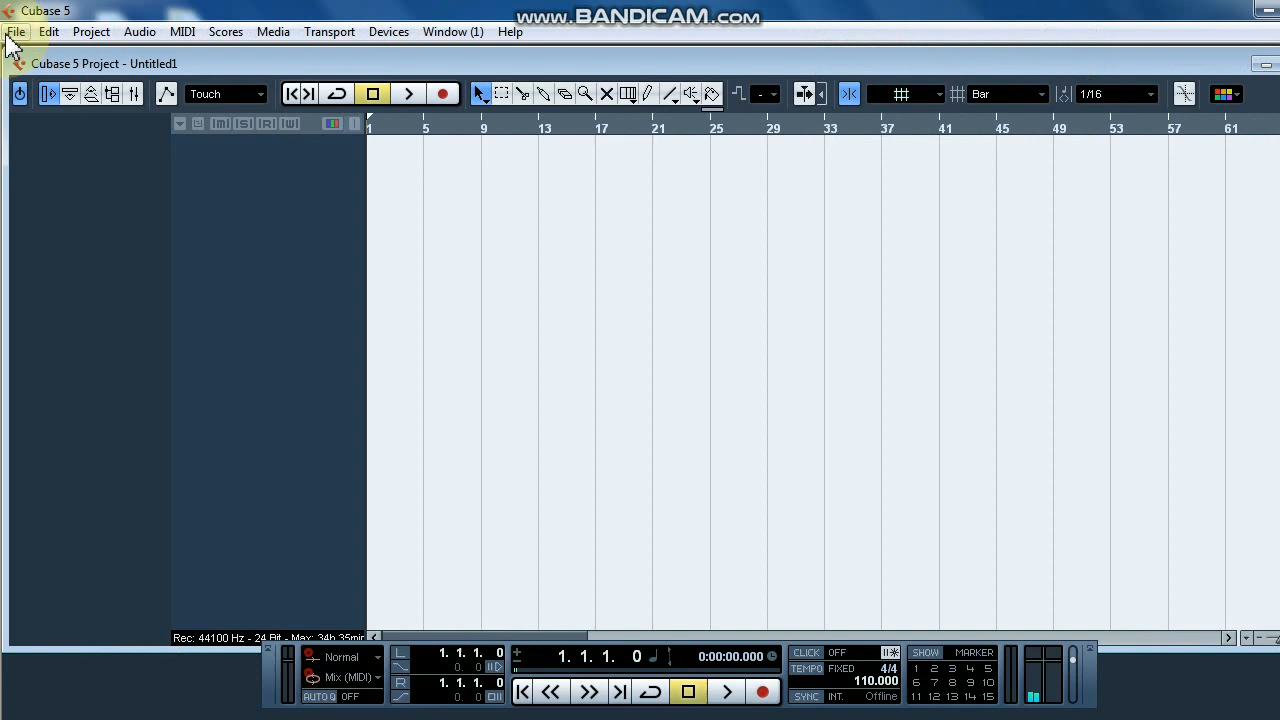 Cubase 5
www.BANDICAM.com
File Edit Project Audio MIDI Scores Media Transport Devices Window (1) Help
Cubase 5 Project - Untitled1
Touch
Bar
1/16
M S R W
1 5 9 13 17 21 25 29 33 37 41 45 49 53 57 61
Rec: 44100 Hz - 24 Bit - Max: 34h 35min
Normal
Mix (MIDI)
AUTO Q OFF
L 1. 1. 1. 0
0. 0
R 1. 1. 1. 0
0. 0
1. 1. 1. 0
0:00:00.000
CLICK OFF
TEMPO FIXED 4/4
110.000
SYNC INT. Offline
SHOW MARKER
1 2 3 4 5
6 7 8 9 10
11 12 13 14 15